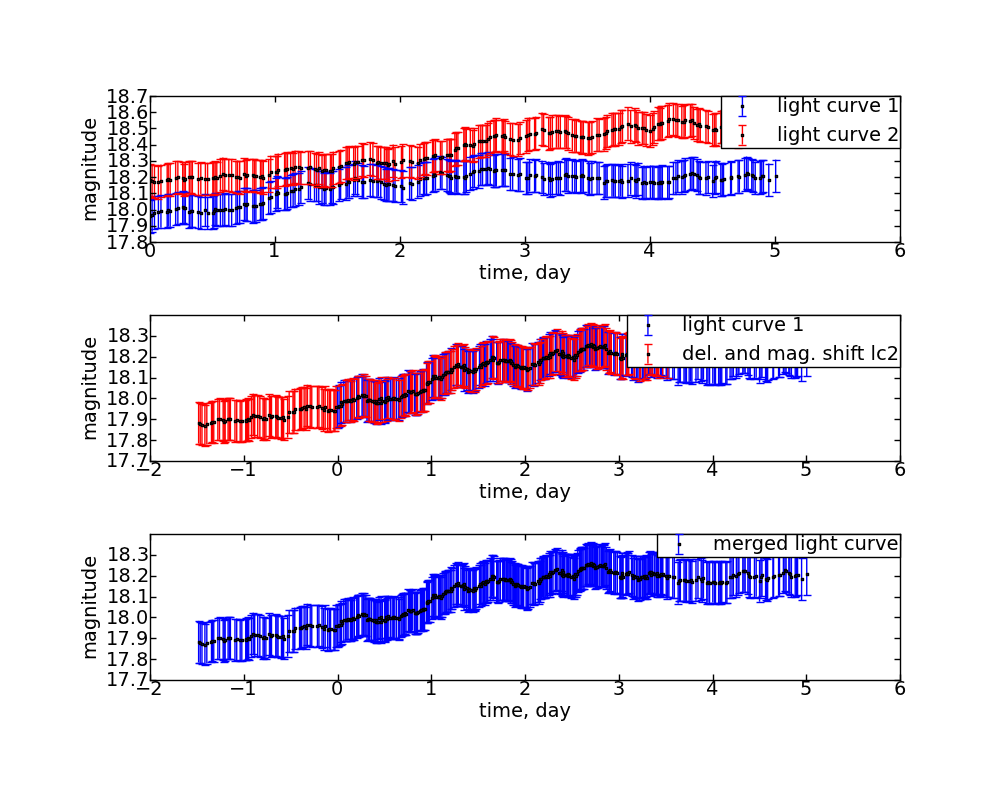 18.7
18.6
18.5
18.4
18.3
18.2
18.1
18.0
17.9
17.8
magnitude
light curve 1
light curve 2
0 1 2 3 4 5 6
time, day
18.3
18.2
18.1
18.0
17.9
17.8
17.7
magnitude
light curve 1
del. and mag. shift lc2
−2 −1 0 1 2 3 4 5 6
time, day
18.3
18.2
18.1
18.0
17.9
17.8
17.7
magnitude
merged light curve
−2 −1 0 1 2 3 4 5 6
time, day